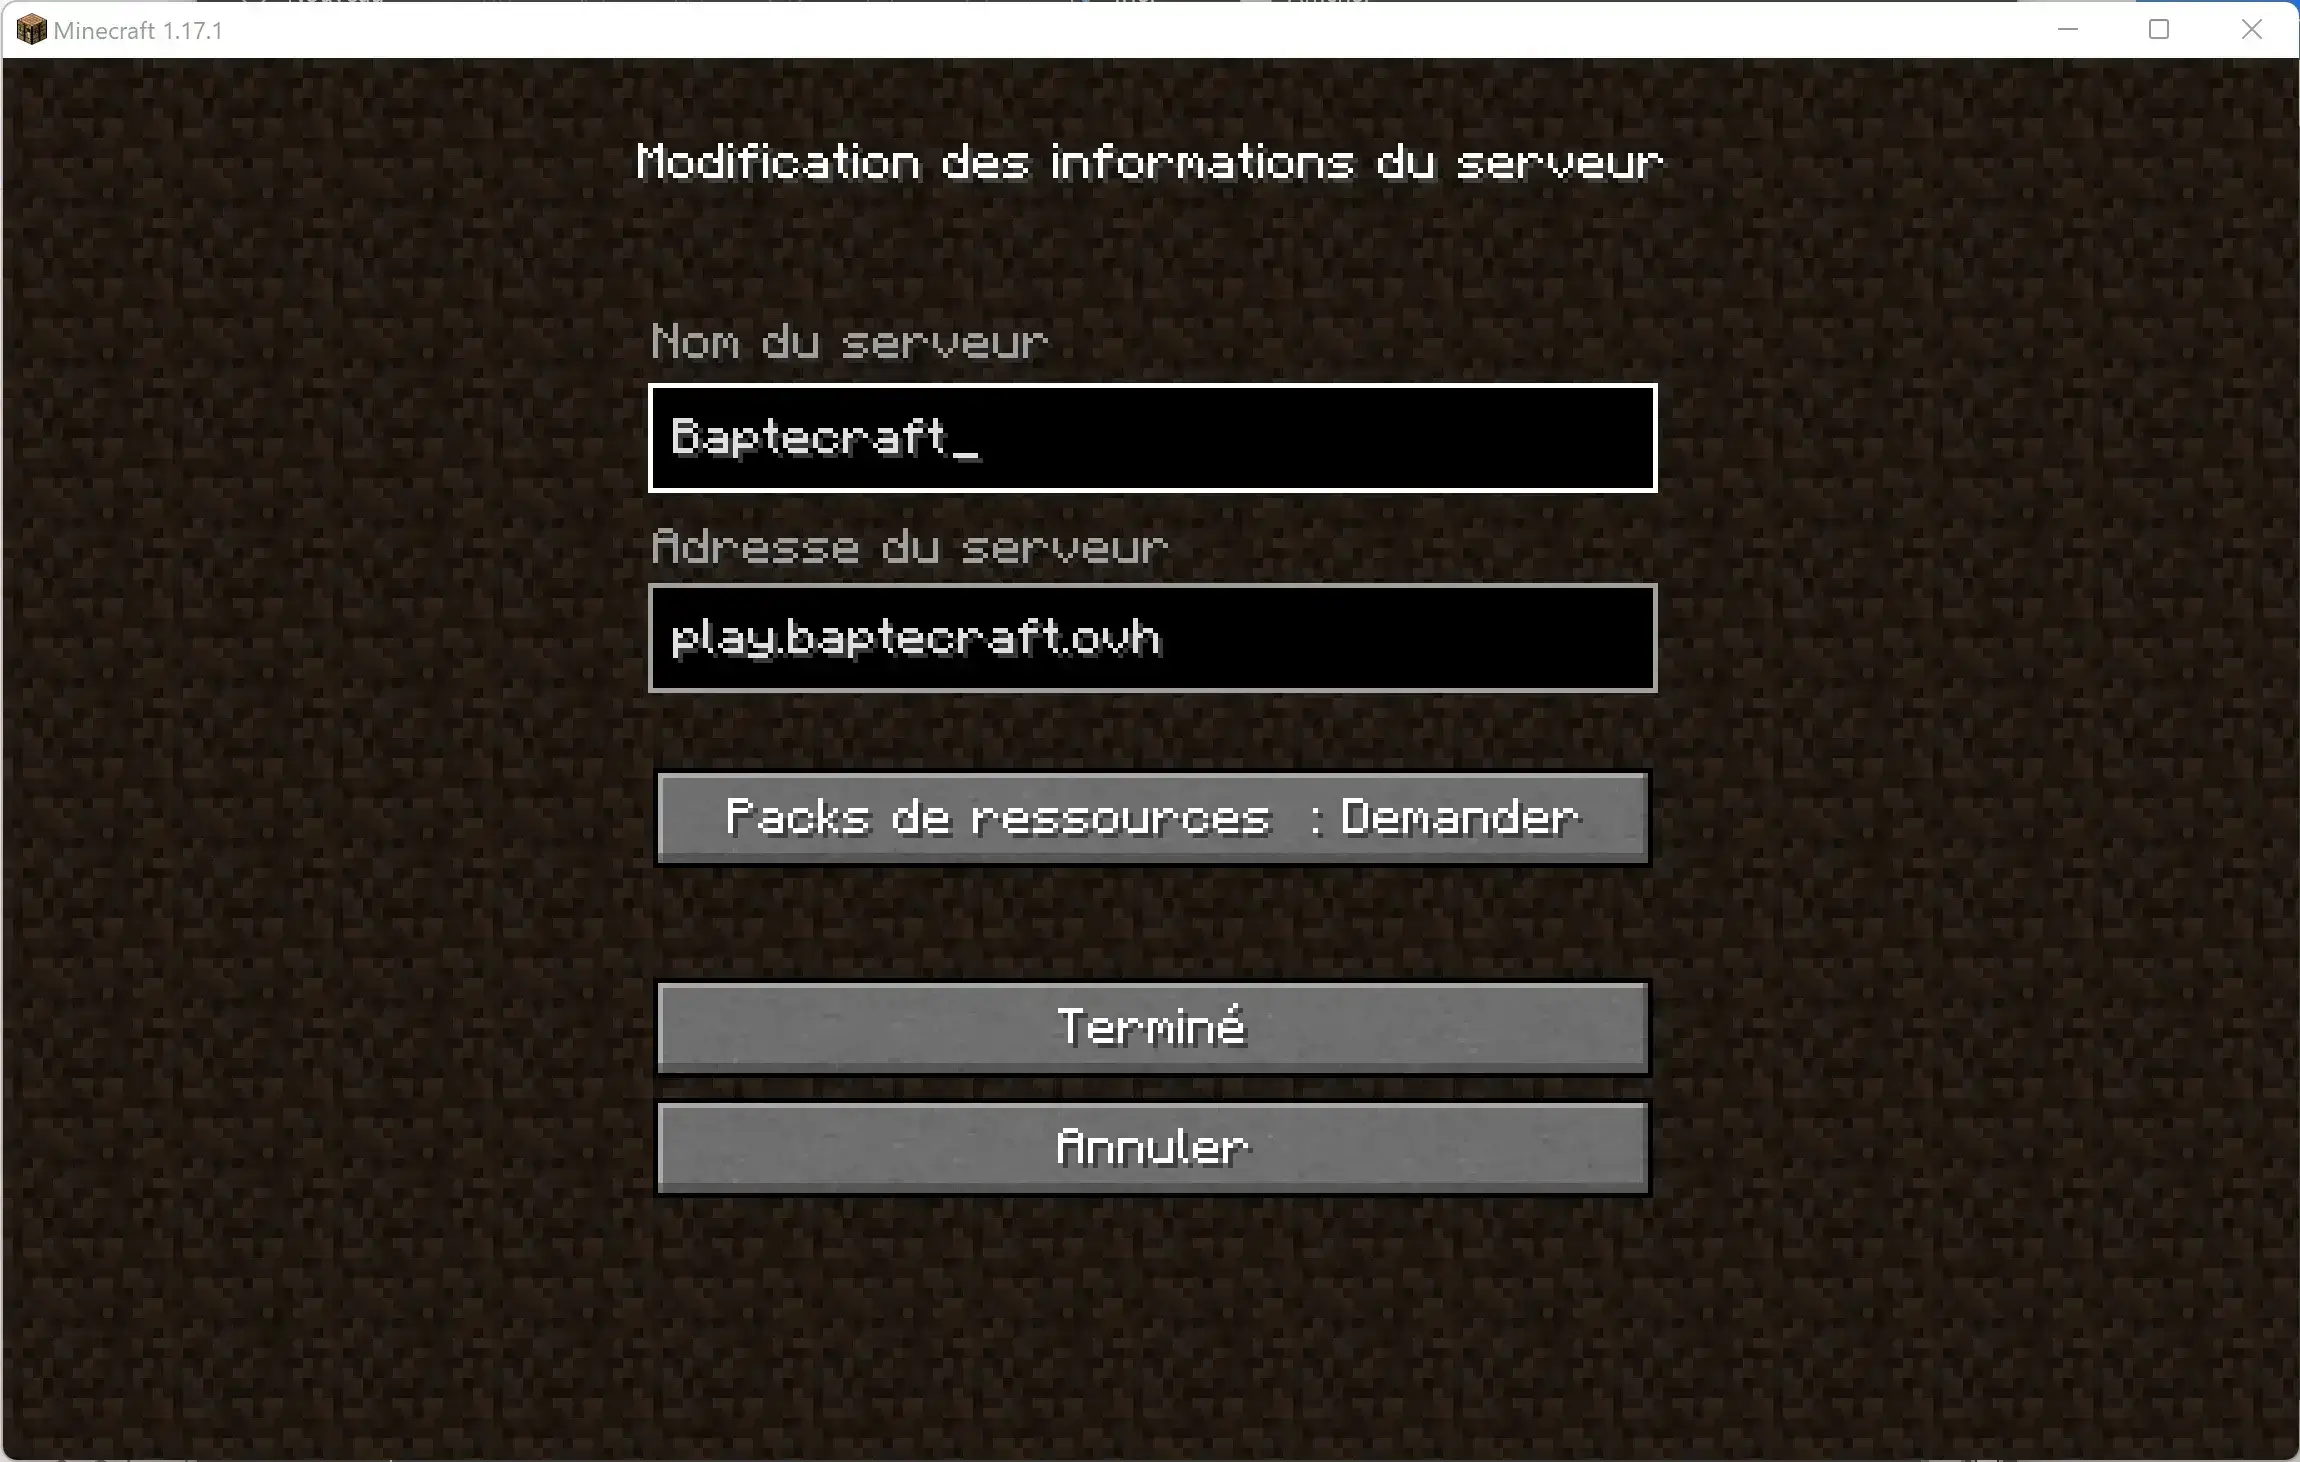 Minecraft 1.17.1
Modification des informations du serveur
Nom du serveur
Baptecraft_
Adresse du serveur
play.baptecraft.ovh
Packs de ressources : Demander
Terminé
Annuler